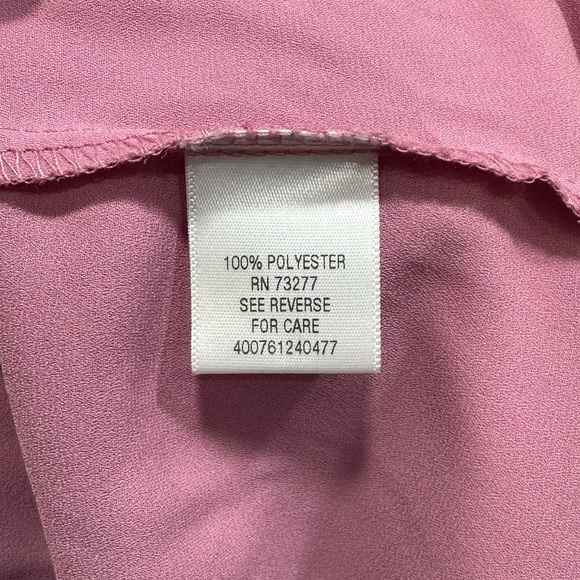 100% POLYESTER
RN 73277
SEE REVERSE
FOR CARE
400761240477